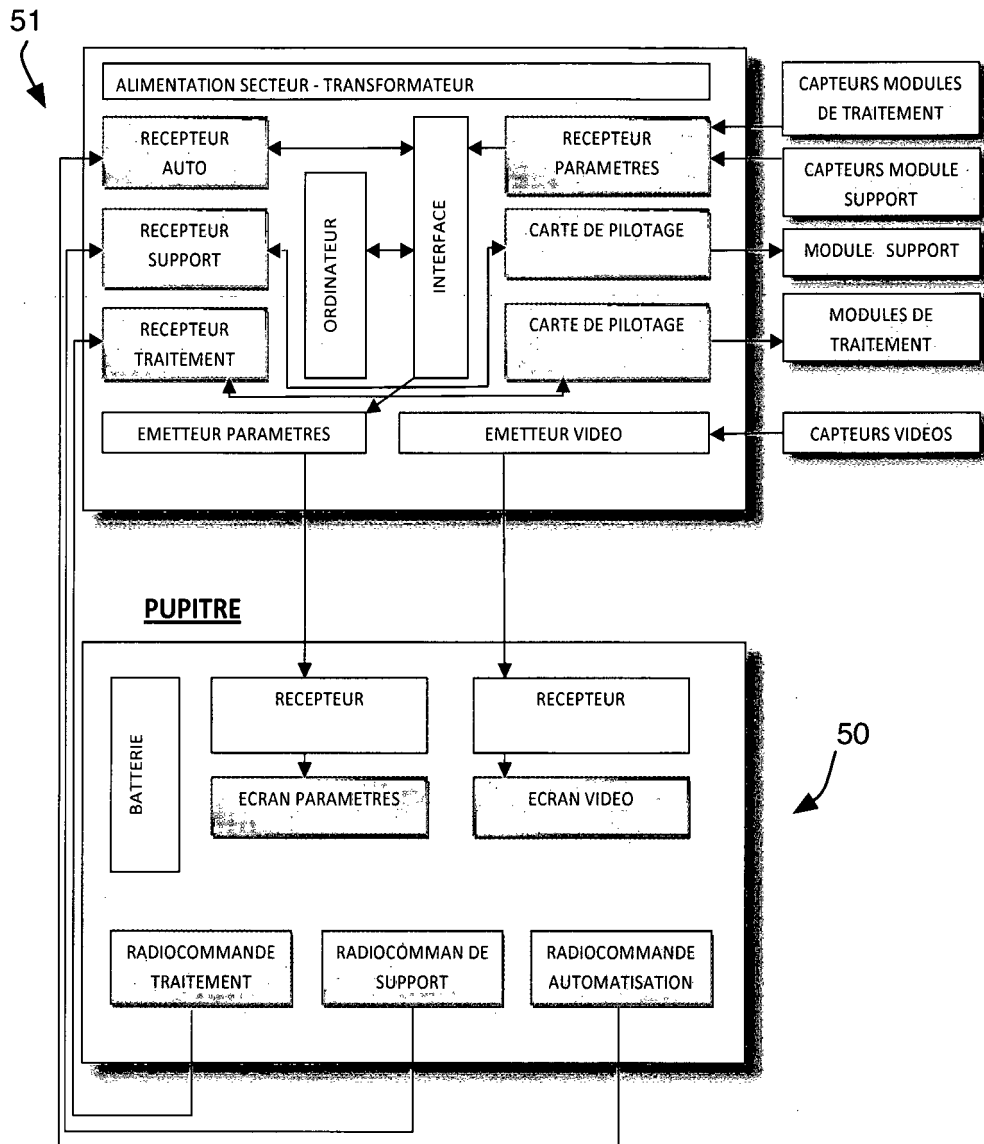 51
ALIMENTATION SECTEUR - TRANSFORMATEUR
RECEPTEUR
AUTO
RECEPTEUR
SUPPORT
RECEPTEUR
TRAITEMENT
ORDINATEUR
INTERFACE
RECEPTEUR
PARAMETRES
CARTE DE PILOTAGE
CARTE DE PILOTAGE
EMETTEUR PARAMETRES
EMETTEUR VIDEO
CAPTEURS MODULES
DE TRAITEMENT
CAPTEURS MODULE
SUPPORT
MODULE SUPPORT
MODULES DE
TRAITEMENT
CAPTEURS VIDEOS
PUPITRE
50
BATTERIE
RECEPTEUR
RECEPTEUR
ECRAN PARAMETRES
ECRAN VIDEO
RADIOCOMMANDE
TRAITEMENT
RADIOCOMMAN DE
SUPPORT
RADIOCOMMANDE
AUTOMATISATION